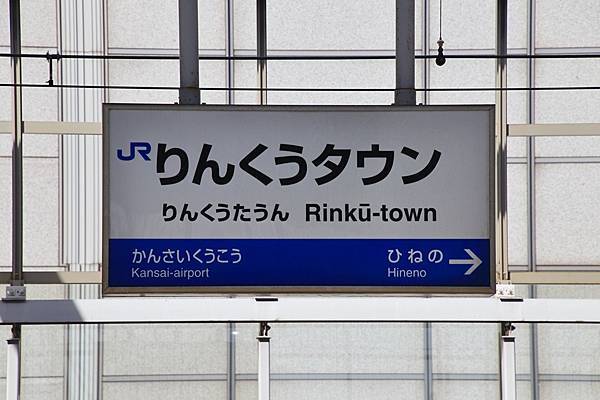 JR りんくうタウン
りんくうたうん Rinkū-town
かんさいくうこう ひねの
Kansai-airport Hineno